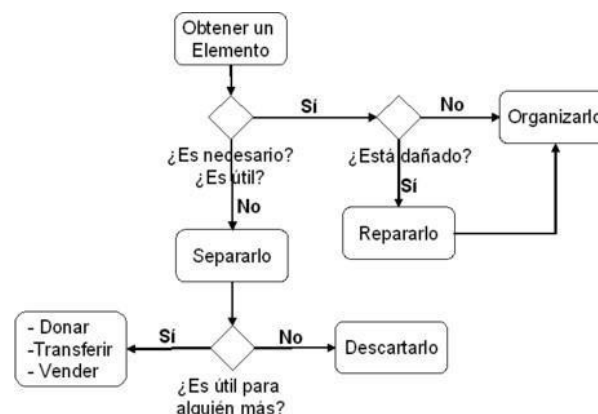 Obtener un
Elemento
Sí
No
Organizarlo
¿Es necesario?
¿Es útil?
¿Está dañado?
Sí
No
Repararlo
Separarlo
- Donar
-Transferir
- Vender
Sí
No
Descartarlo
¿Es útil para
alguién más?